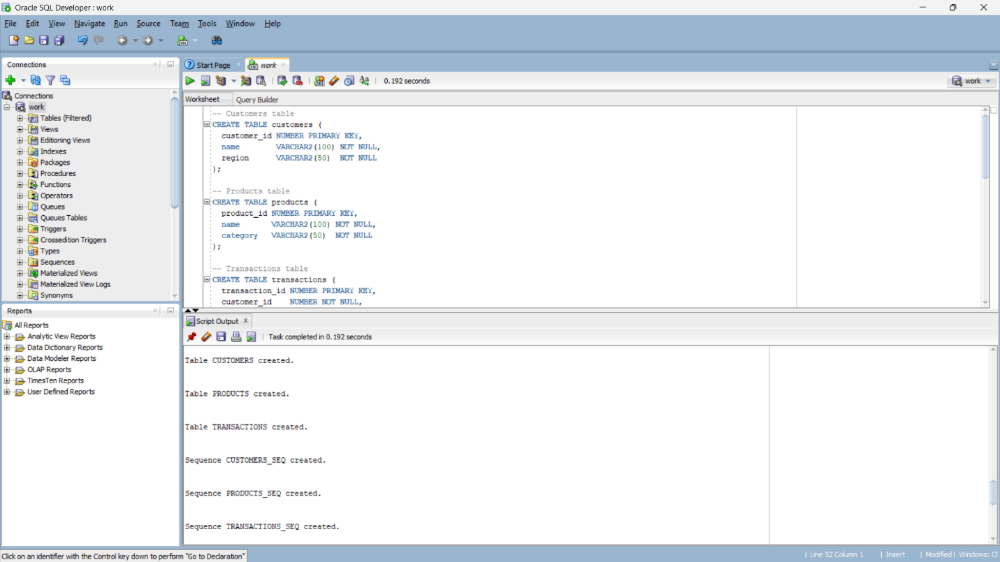 Oracle SQL Developer : work
File Edit View Navigate Run Source Team Tools Window Help
Connections
Connections
work
Tables (Filtered)
Views
Editioning Views
Indexes
Packages
Procedures
Functions
Operators
Queues
Queues Tables
Triggers
Crossedition Triggers
Types
Sequences
Materialized Views
Materialized View Logs
Synonyms
Reports
All Reports
Analytic View Reports
Data Dictionary Reports
Data Modeler Reports
OLAP Reports
TimesTen Reports
User Defined Reports
Start Page work
0.192 seconds work
Worksheet Query Builder
-- Customers table
CREATE TABLE customers (
customer_id NUMBER PRIMARY KEY,
name VARCHAR2(100) NOT NULL,
region VARCHAR2(50) NOT NULL
);
-- Products table
CREATE TABLE products (
product_id NUMBER PRIMARY KEY,
name VARCHAR2(100) NOT NULL,
category VARCHAR2(50) NOT NULL
);
-- Transactions table
CREATE TABLE transactions (
transaction_id NUMBER PRIMARY KEY,
customer_id NUMBER NOT NULL,
Script Output
Task completed in 0.192 seconds
Table CUSTOMERS created.
Table PRODUCTS created.
Table TRANSACTIONS created.
Sequence CUSTOMERS_SEQ created.
Sequence PRODUCTS_SEQ created.
Sequence TRANSACTIONS_SEQ created.
Click on an identifier with the Control key down to perform "Go to Declaration" | Line 52 Column 1 | Insert | Modified | Windows: